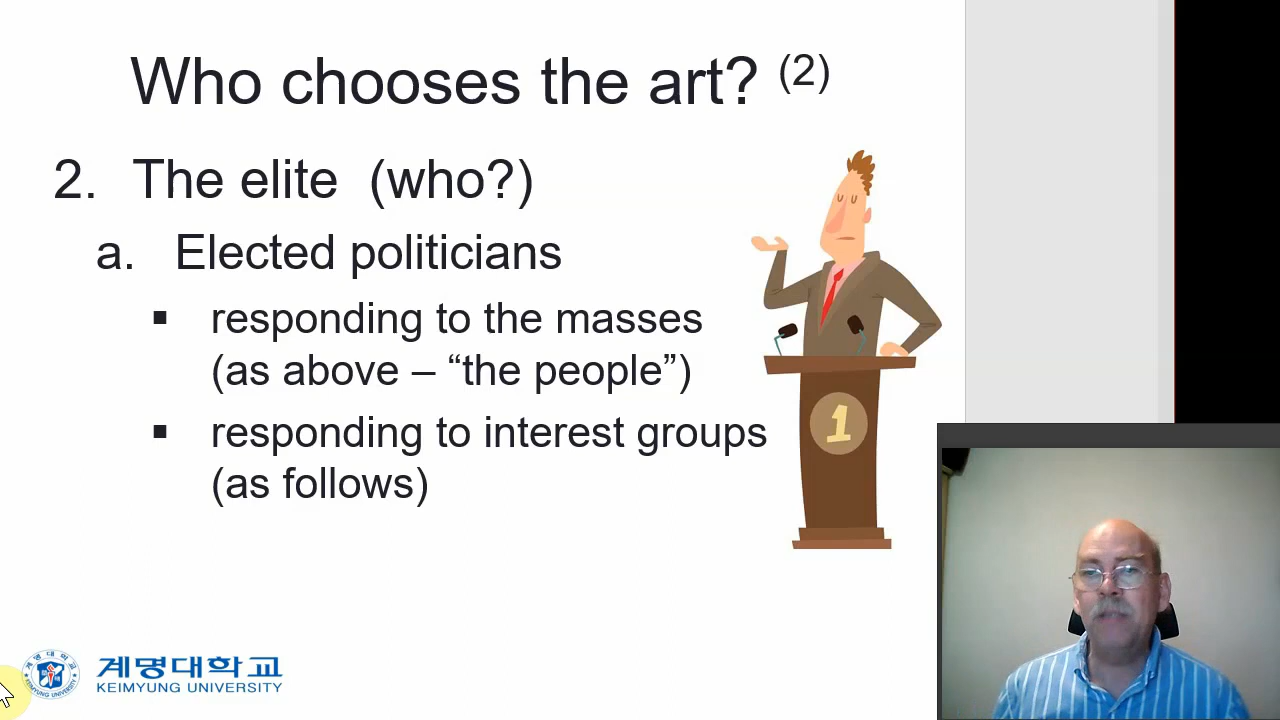 Who chooses the art? (2)
2. The elite (who?)
a. Elected politicians
▪ responding to the masses
(as above – “the people”)
▪ responding to interest groups
(as follows)
1
계명대학교
KEIMYUNG UNIVERSITY